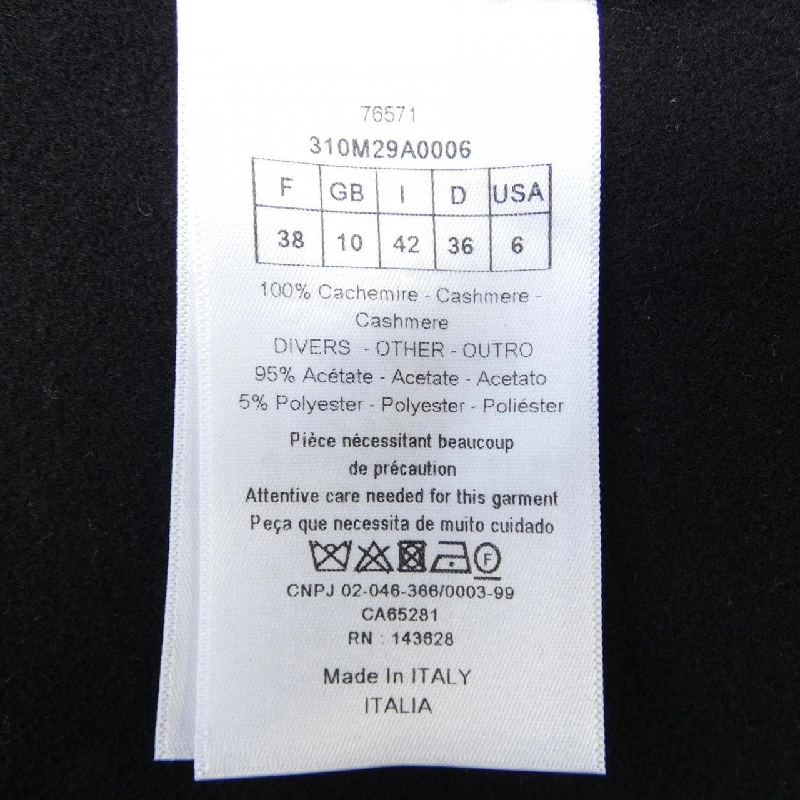 76571
310M29A0006
F GB I D USA
38 10 42 36 6
100% Cachemire - Cashmere -
Cashmere
DIVERS - OTHER - OUTRO
95% Acétate - Acetate - Acetato
5% Polyester - Polyester - Poliéster
Pièce nécessitant beaucoup
de précaution
Attentive care needed for this garment
Peça que necessita de muito cuidado
F
CNPJ 02-046-366/0003-99
CA65281
RN : 143628
Made In ITALY
ITALIA